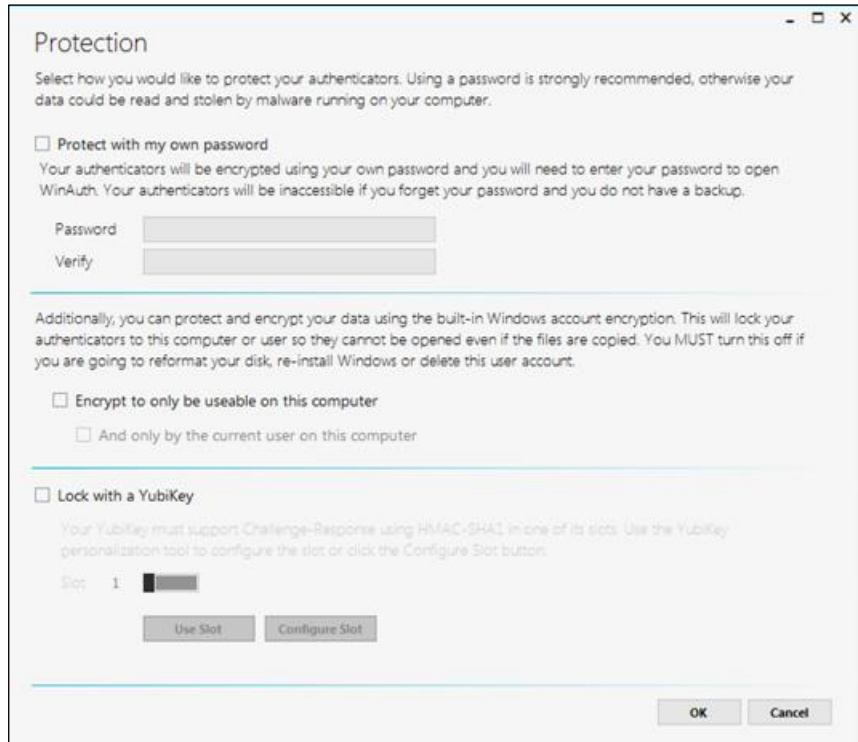 Protection
Select how you would like to protect your authenticators. Using a password is strongly recommended, otherwise your
data could be read and stolen by malware running on your computer.
Protect with my own password
Your authenticators will be encrypted using your own password and you will need to enter your password to open
WinAuth. Your authenticators will be inaccessible if you forget your password and you do not have a backup.
Password
Verify
Additionally, you can protect and encrypt your data using the built-in Windows account encryption. This will lock your
authenticators to this computer or user so they cannot be opened even if the files are copied. You MUST turn this off if
you are going to reformat your disk, re-install Windows or delete this user account.
Encrypt to only be useable on this computer
And only by the current user on this computer
Lock with a YubiKey
Your YubiKey must support Challenge-Response using HMAC-SHA1 in one of its slots. Use the YubiKey
personalization tool to configure the slot or click the Configure Slot button.
Slot 1
Use Slot Configure Slot
OK Cancel